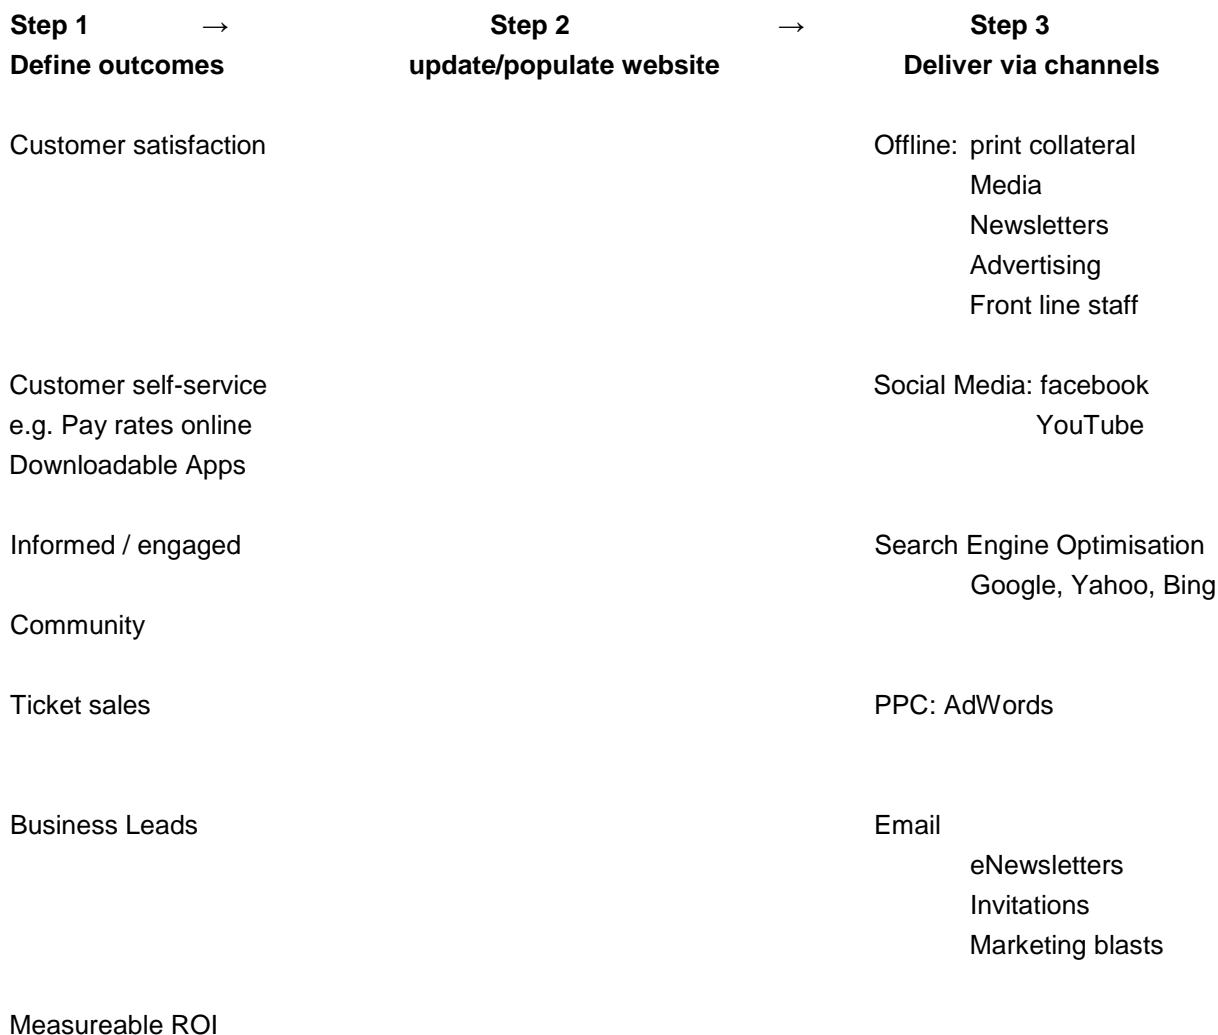 Step 1 → Step 2 → Step 3
Define outcomes update/populate website Deliver via channels
Customer satisfaction Offline: print collateral
Media
Newsletters
Advertising
Front line staff
Customer self-service Social Media: facebook
e.g. Pay rates online YouTube
Downloadable Apps
Informed / engaged Search Engine Optimisation
Google, Yahoo, Bing
Community
Ticket sales PPC: AdWords
Business Leads Email
eNewsletters
Invitations
Marketing blasts
Measureable ROI